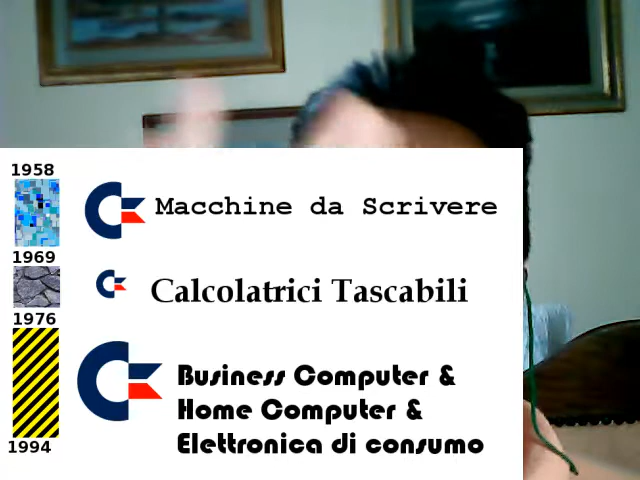 1958
Macchine da Scrivere
1969
Calcolatrici Tascabili
1976
Business Computer &
Home Computer &
Elettronica di consumo
1994